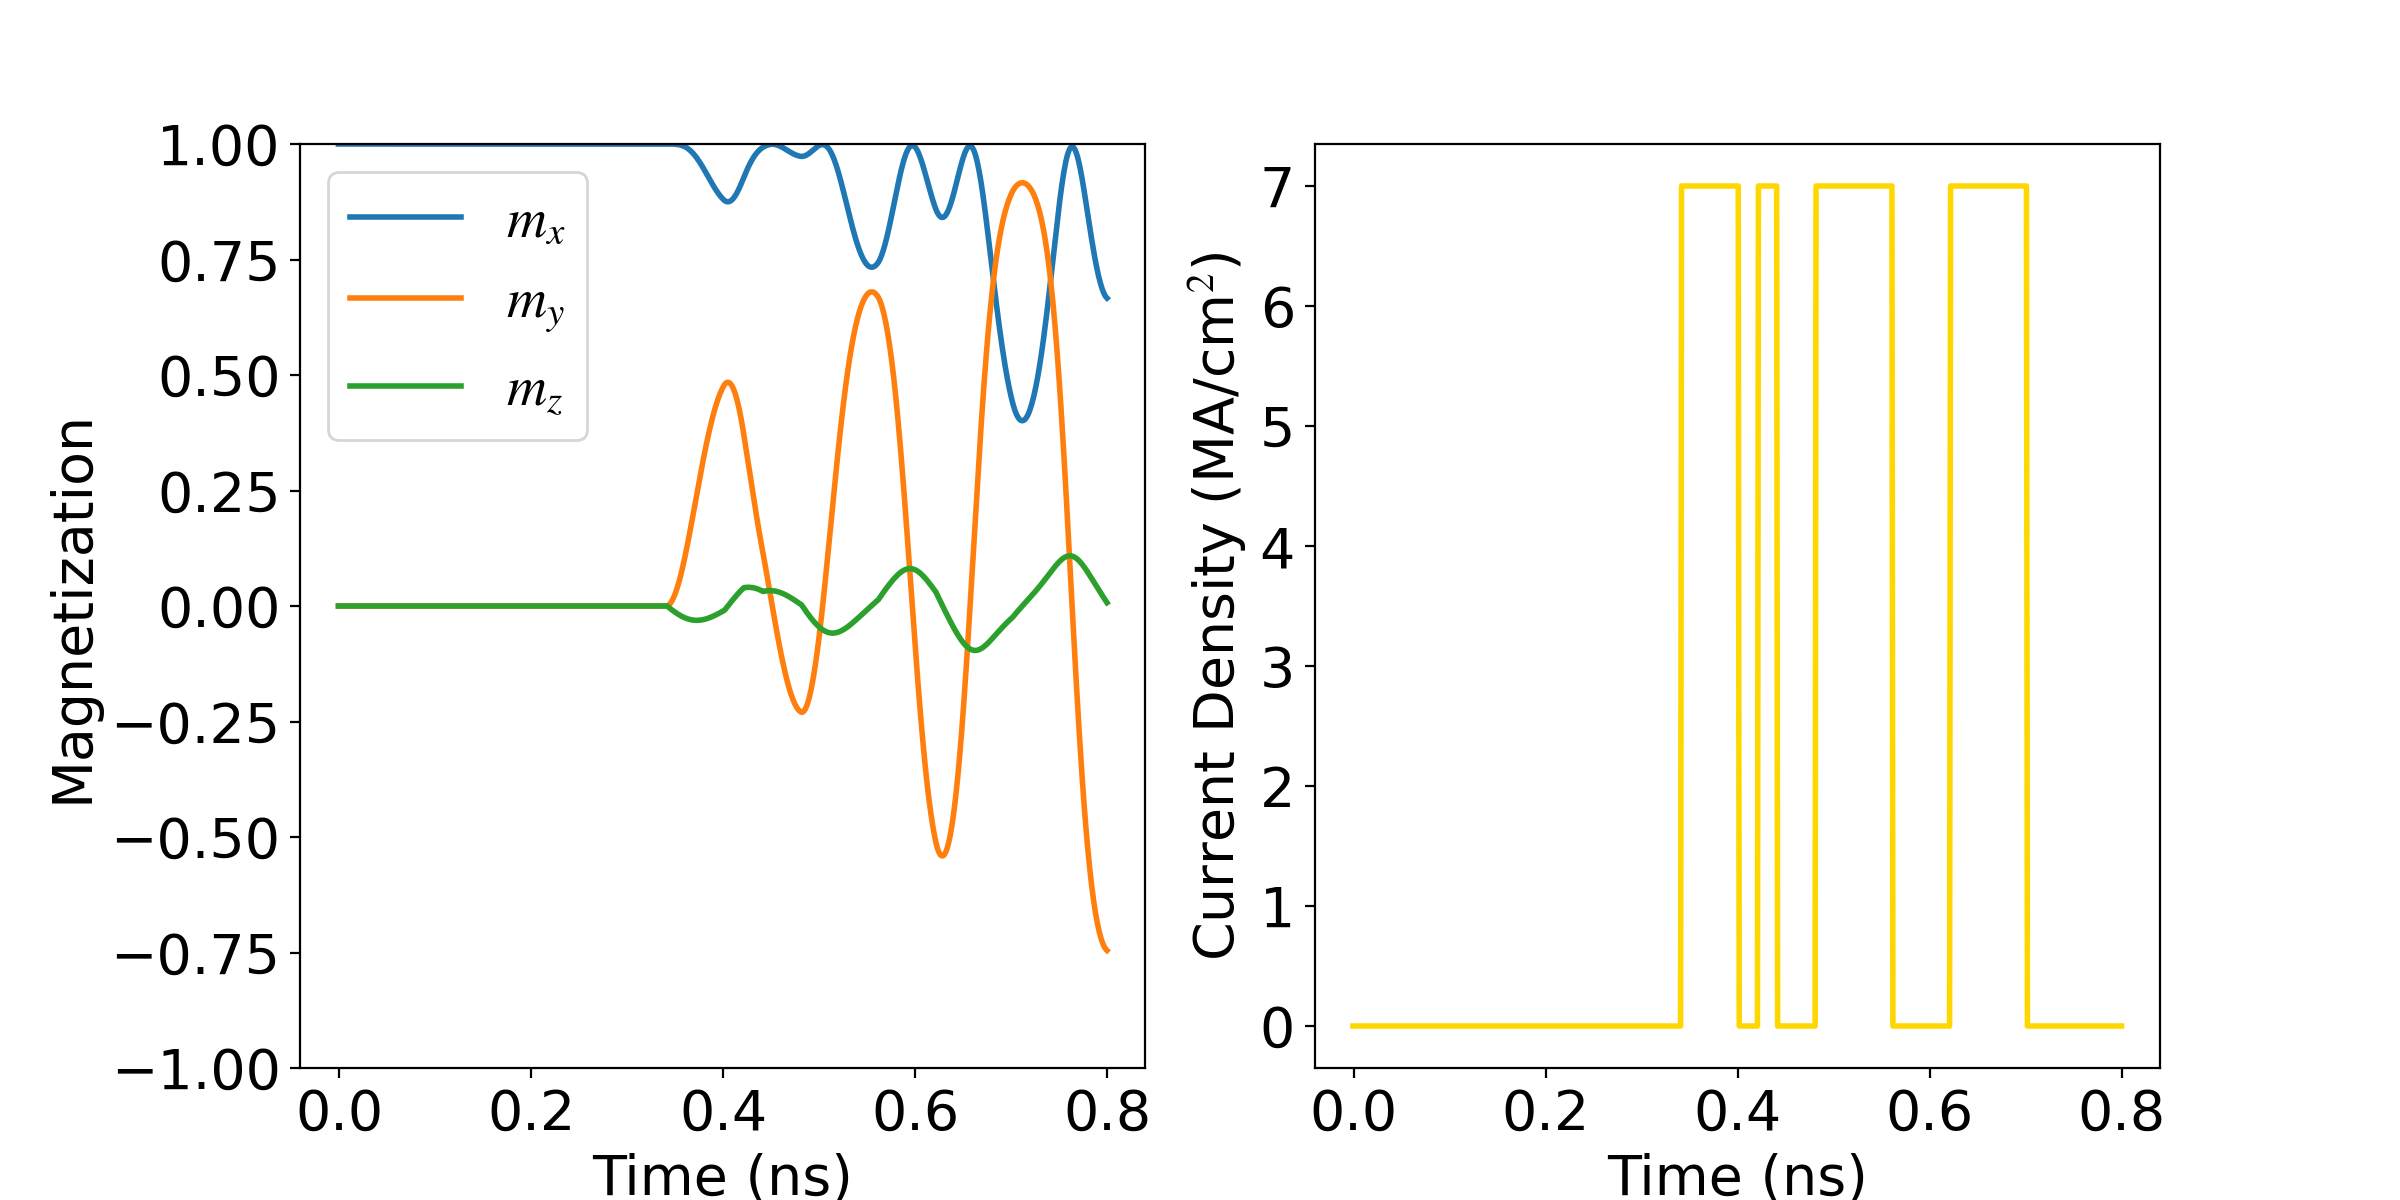 1.00
0.75
0.50
0.25
0.00
−0.25
−0.50
−0.75
−1.00
Magnetization
m_x
m_y
m_z
0.0 0.2 0.4 0.6 0.8
Time (ns)
7
6
5
4
3
2
1
0
Current Density (MA/cm²)
0.0 0.2 0.4 0.6 0.8
Time (ns)